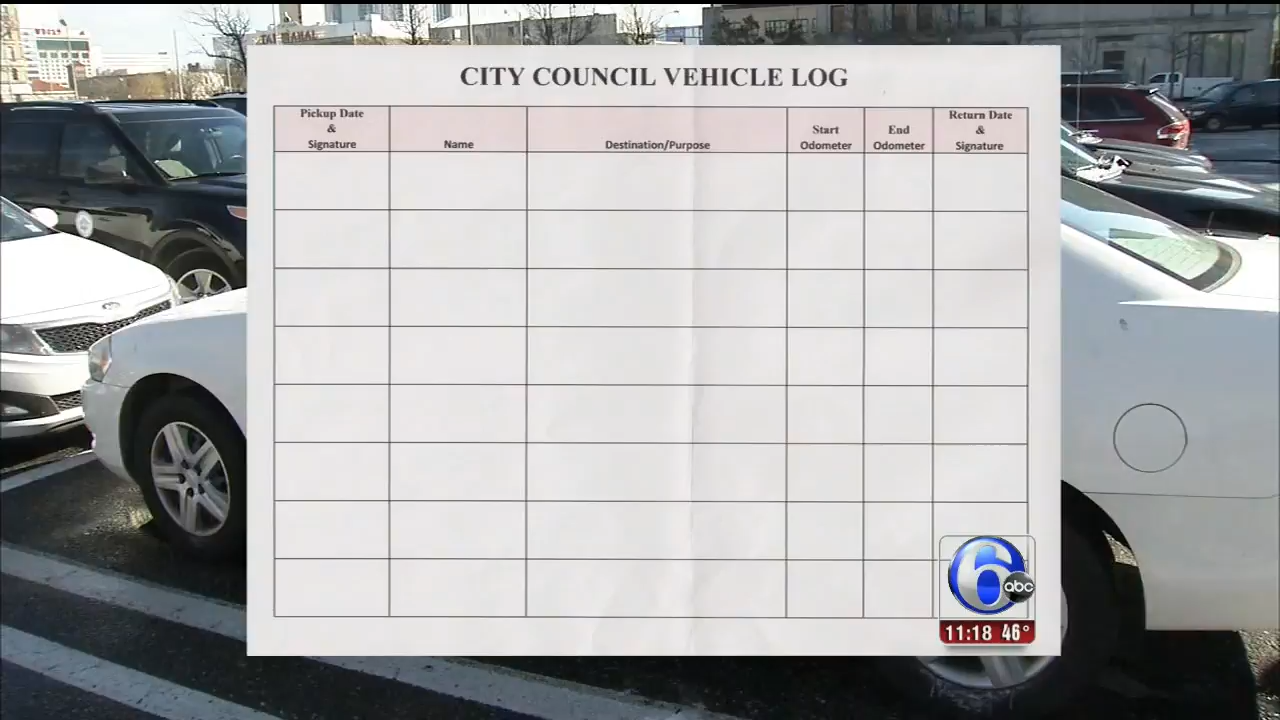 CITY COUNCIL VEHICLE LOG
Pickup Date
&
Signature
Name
Destination/Purpose
Start
Odometer
End
Odometer
Return Date
&
Signature
6
abc
11:18 46°